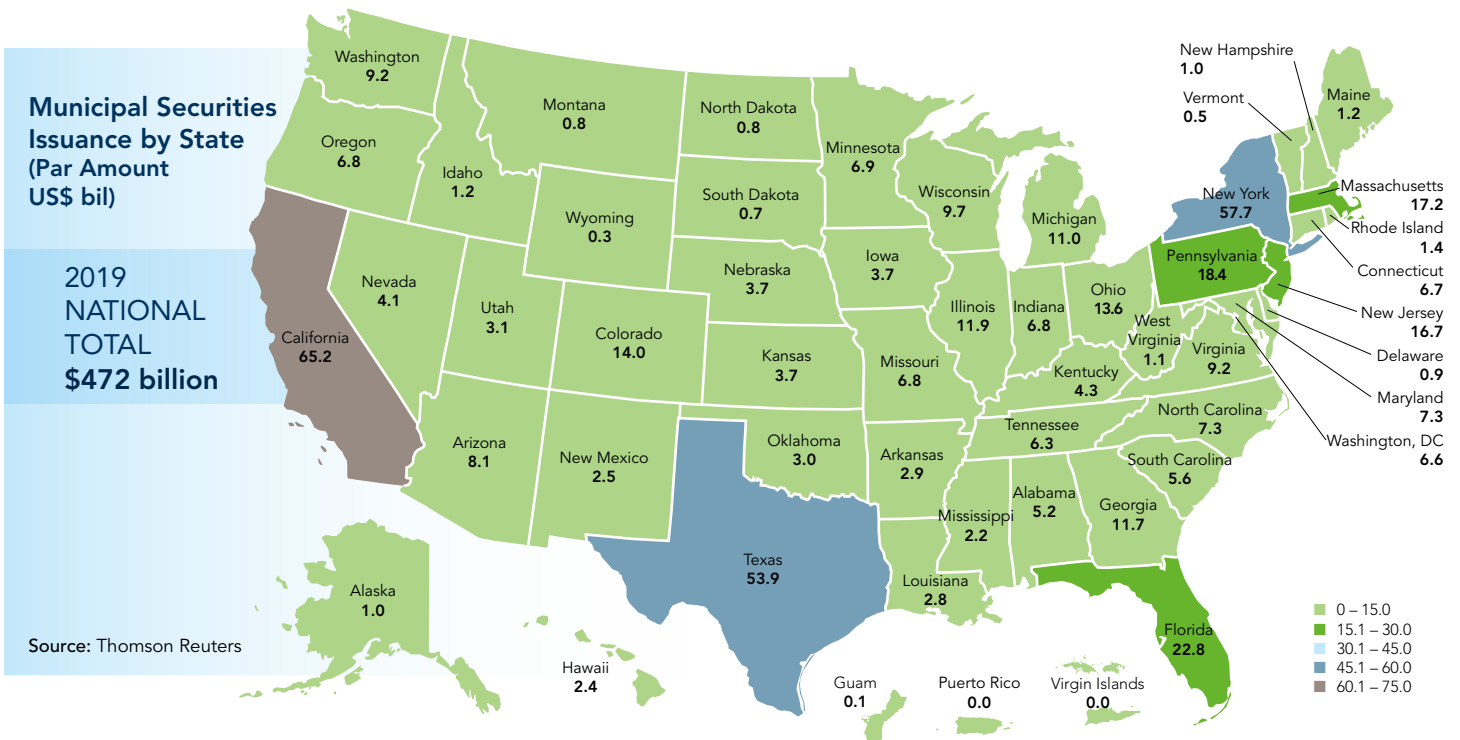 Municipal Securities
Issuance by State
(Par Amount
US$ bil)
2019
NATIONAL
TOTAL
$472 billion
Source: Thomson Reuters
Washington
9.2
Oregon
6.8
California
65.2
Idaho
1.2
Nevada
4.1
Montana
0.8
Wyoming
0.3
Utah
3.1
Colorado
14.0
Arizona
8.1
New Mexico
2.5
North Dakota
0.8
South Dakota
0.7
Nebraska
3.7
Kansas
3.7
Oklahoma
3.0
Texas
53.9
Minnesota
6.9
Iowa
3.7
Missouri
6.8
Arkansas
2.9
Louisiana
2.8
Wisconsin
9.7
Illinois
11.9
Michigan
11.0
Indiana
6.8
Ohio
13.6
Kentucky
4.3
Tennessee
6.3
Mississippi
2.2
Alabama
5.2
Georgia
11.7
Florida
22.8
South Carolina
5.6
North Carolina
7.3
Virginia
9.2
West
Virginia
1.1
Pennsylvania
18.4
New York
57.7
New Hampshire
1.0
Vermont
0.5
Maine
1.2
Massachusetts
17.2
Rhode Island
1.4
Connecticut
6.7
New Jersey
16.7
Delaware
0.9
Maryland
7.3
Washington, DC
6.6
Alaska
1.0
Hawaii
2.4
Guam
0.1
Puerto Rico
0.0
Virgin Islands
0.0
0 – 15.0
15.1 – 30.0
30.1 – 45.0
45.1 – 60.0
60.1 – 75.0